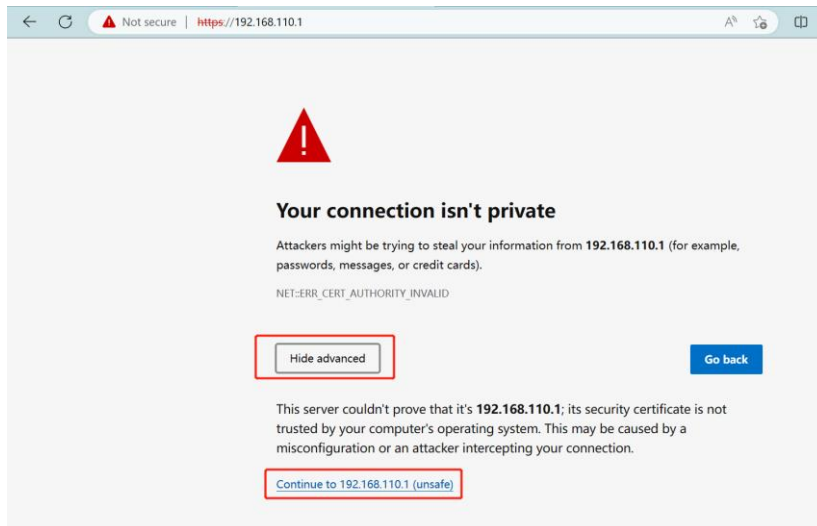 Not secure | https://192.168.110.1
Your connection isn't private
Attackers might be trying to steal your information from 192.168.110.1 (for example,
passwords, messages, or credit cards).
NET::ERR_CERT_AUTHORITY_INVALID
Hide advanced
Go back
This server couldn't prove that it's 192.168.110.1; its security certificate is not
trusted by your computer's operating system. This may be caused by a
misconfiguration or an attacker intercepting your connection.
Continue to 192.168.110.1 (unsafe)